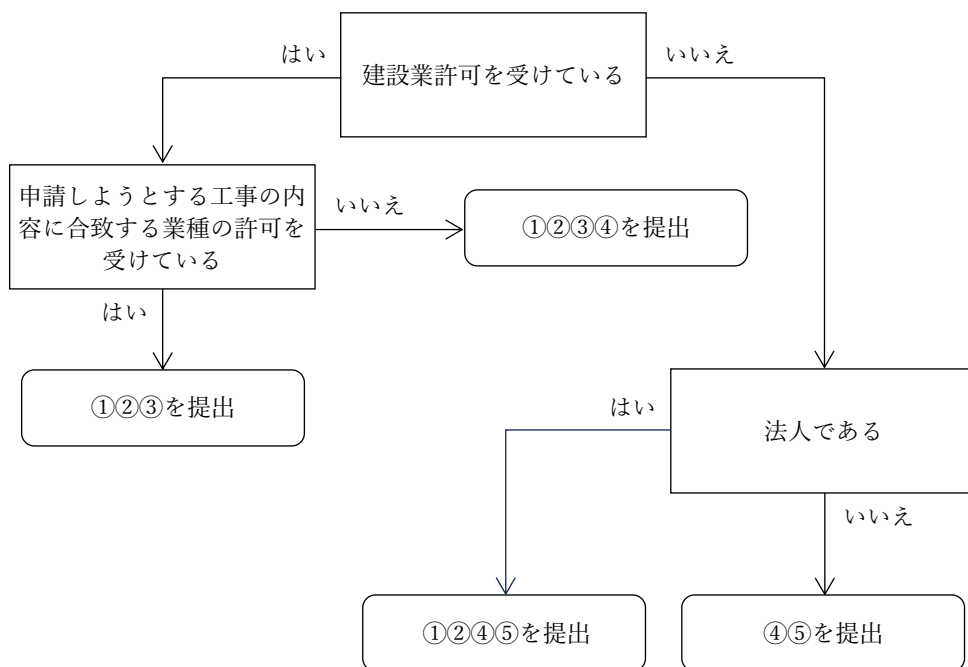 はい
建設業許可を受けている
いいえ
申請しようとする工事の内
容に合致する業種の許可を
受けている
いいえ
①②③④を提出
はい
①②③を提出
はい
法人である
いいえ
①②④⑤を提出
④⑤を提出